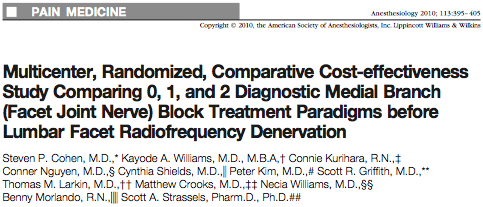 PAIN MEDICINE
Anesthesiology 2010; 113:395–405
Copyright © 2010, the American Society of Anesthesiologists, Inc. Lippincott Williams & Wilkins
Multicenter, Randomized, Comparative Cost-effectiveness
Study Comparing 0, 1, and 2 Diagnostic Medial Branch
(Facet Joint Nerve) Block Treatment Paradigms before
Lumbar Facet Radiofrequency Denervation
Steven P. Cohen, M.D.,* Kayode A. Williams, M.D., M.B.A,† Connie Kurihara, R.N.,‡
Conner Nguyen, M.D.,§ Cynthia Shields, M.D.,‖ Peter Kim, M.D.,# Scott R. Griffith, M.D.,**
Thomas M. Larkin, M.D.,†† Matthew Crooks, M.D.,‡‡ Necia Williams, M.D.,§§
Benny Morlando, R.N.,‖‖ Scott A. Strassels, Pharm.D., Ph.D.##